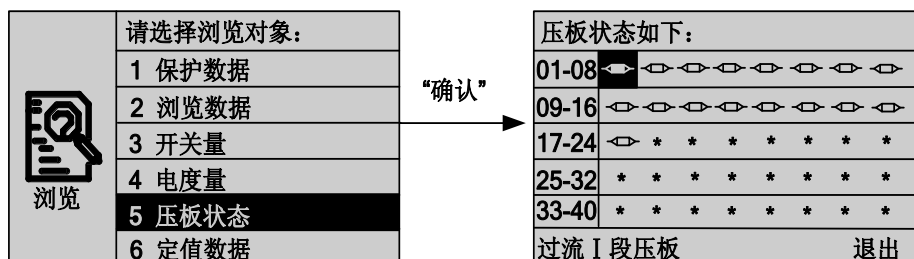 请选择浏览对象：
1 保护数据
2 浏览数据
3 开关量
4 电度量
5 压板状态
6 定值数据
浏览
“确认”
压板状态如下：
01-08
09-16
17-24 * * * * * * *
25-32 * * * * * * * *
33-40 * * * * * * * *
过流 I 段压板 退出